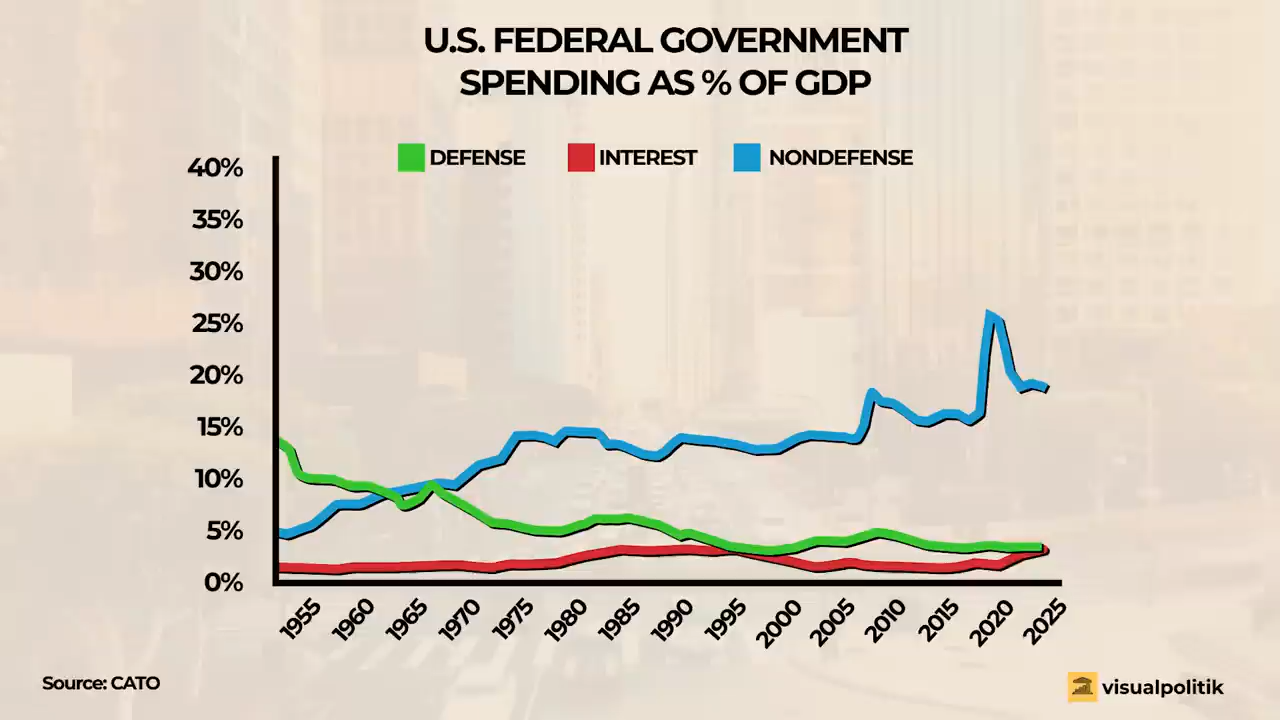 U.S. FEDERAL GOVERNMENT
SPENDING AS % OF GDP
DEFENSE INTEREST NONDEFENSE
40%
35%
30%
25%
20%
15%
10%
5%
0%
1955 1960 1965 1970 1975 1980 1985 1990 1995 2000 2005 2010 2015 2020 2025
Source: CATO
visualpolitik